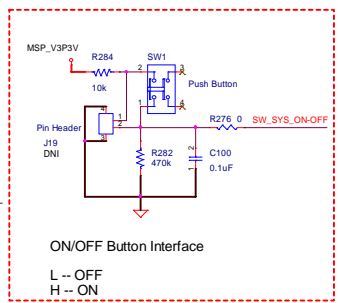 MSP_V3P3V
R284
10k
SW1
2
3
1
4
Push Button
4
1
2
3
Pin Header
J19
DNI
R276 0
SW_SYS_ON-OFF
R282
470k
2
1
C100
0.1uF
ON/OFF Button Interface
L -- OFF
H -- ON